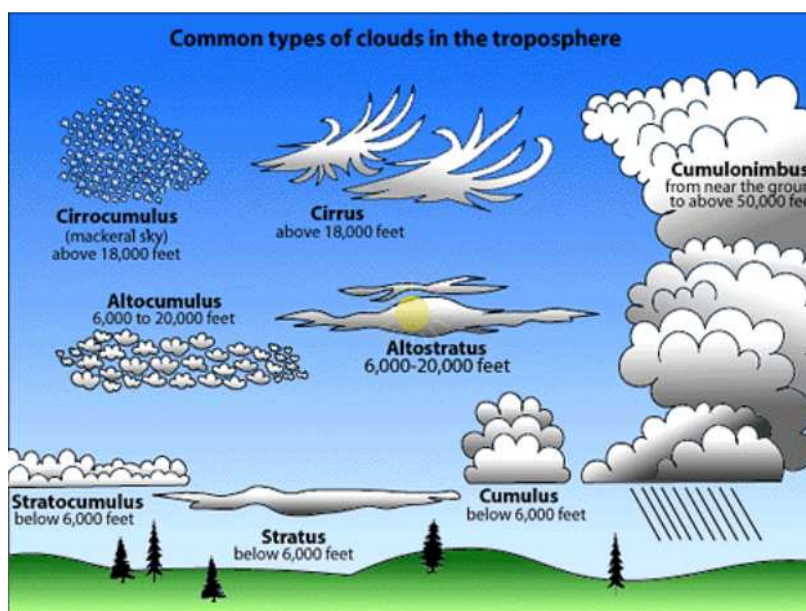 Common types of clouds in the troposphere
Cirrocumulus
(mackeral sky)
above 18,000 feet
Cirrus
above 18,000 feet
Cumulonimbus
from near the ground
to above 50,000 feet
Altocumulus
6,000 to 20,000 feet
Altostratus
6,000-20,000 feet
Stratocumulus
below 6,000 feet
Stratus
below 6,000 feet
Cumulus
below 6,000 feet